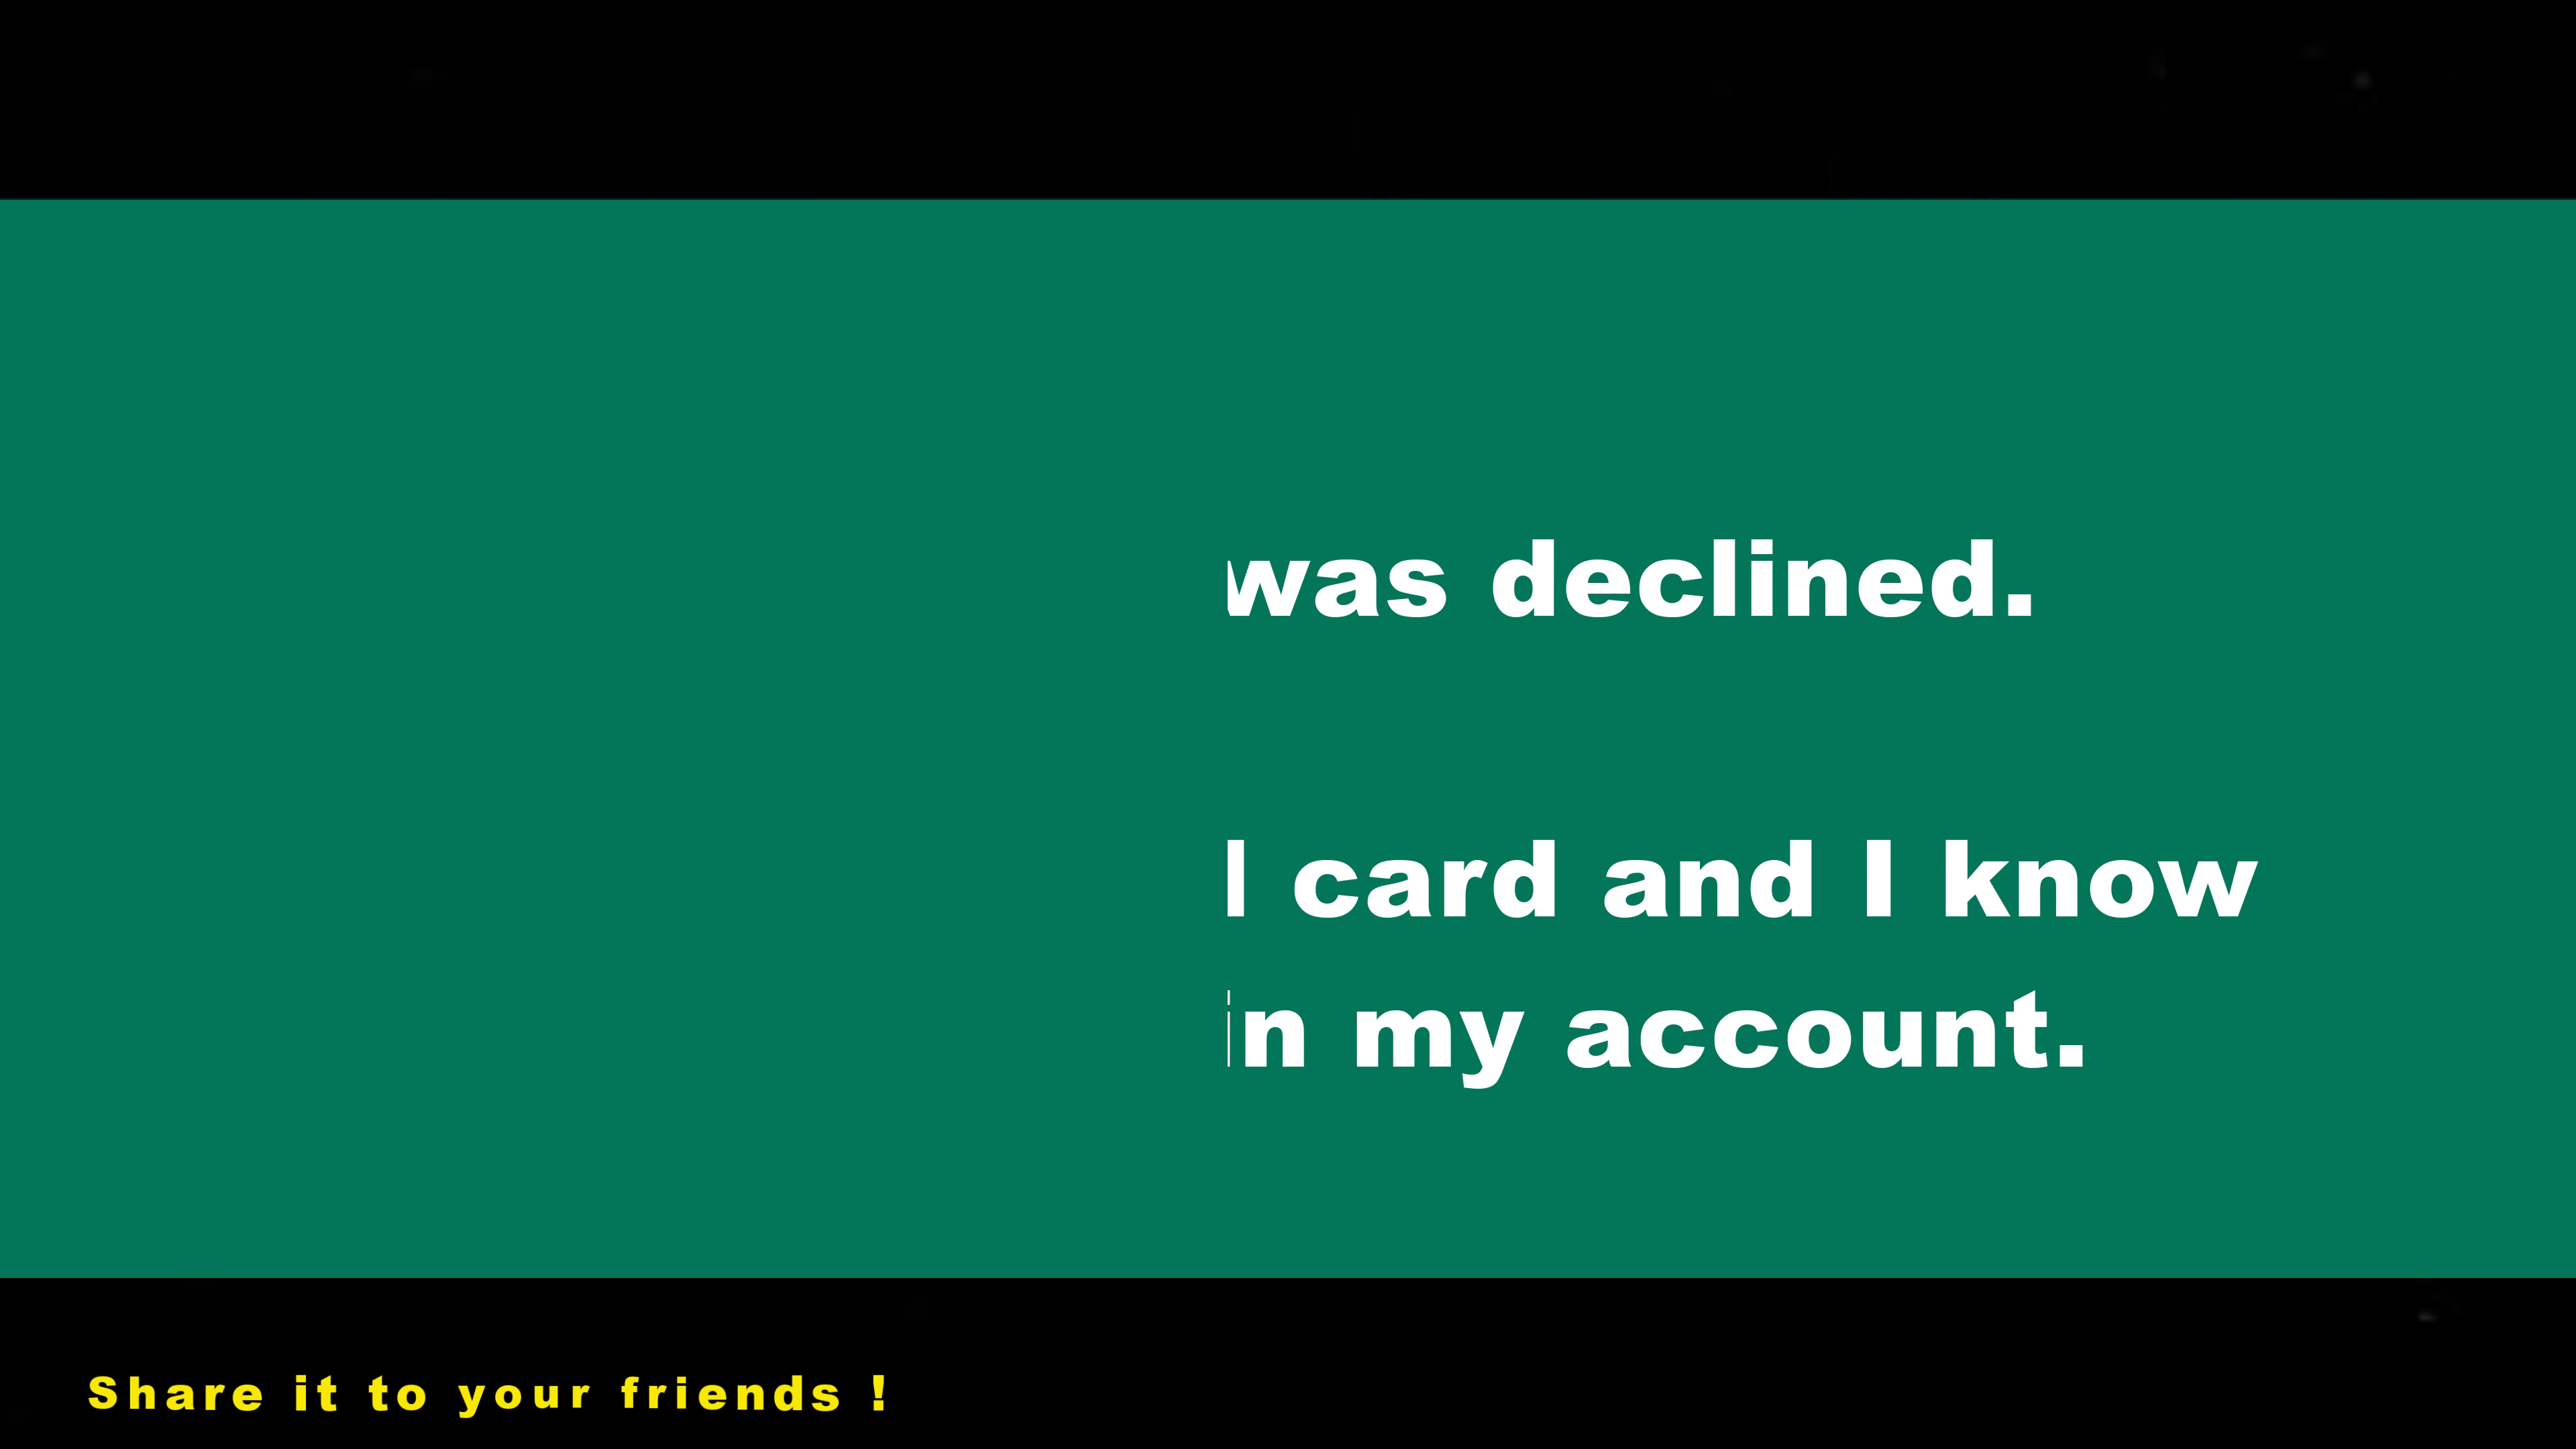 was declined.
card and I know
in my account.
Share it to your friends !